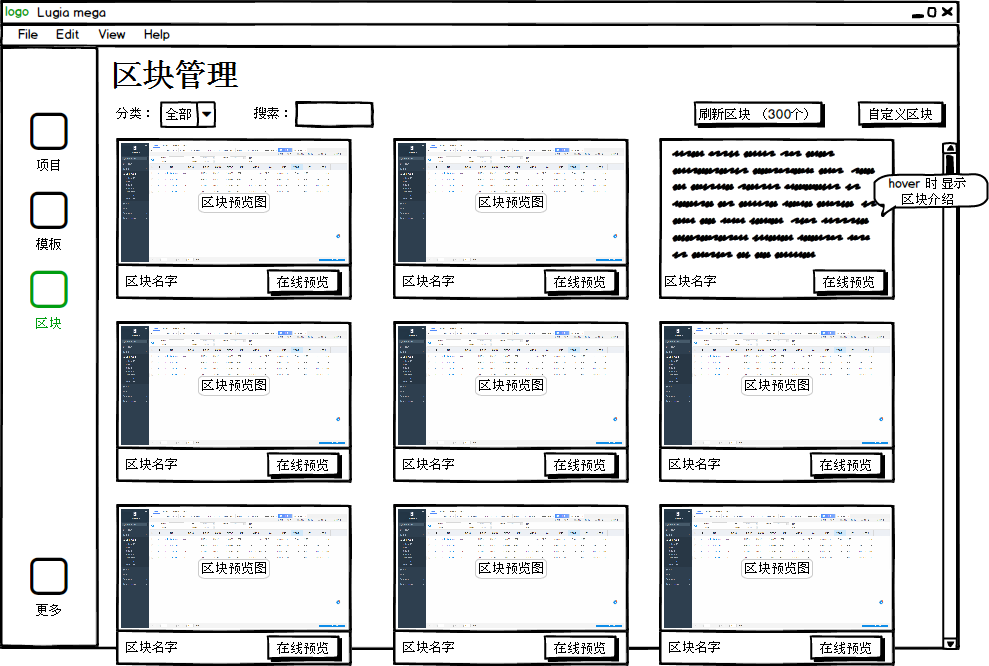 logo Lugia mega
File Edit View Help
区块管理
分类： 全部 搜索： 刷新区块 （300个） 自定义区块
项目
模板
区块
更多
区块预览图 区块预览图
hover 时 显示
区块介绍
区块名字 在线预览 区块名字 在线预览 区块名字 在线预览
区块预览图 区块预览图 区块预览图
区块名字 在线预览 区块名字 在线预览 区块名字 在线预览
区块预览图 区块预览图 区块预览图
区块名字 在线预览 区块名字 在线预览 区块名字 在线预览